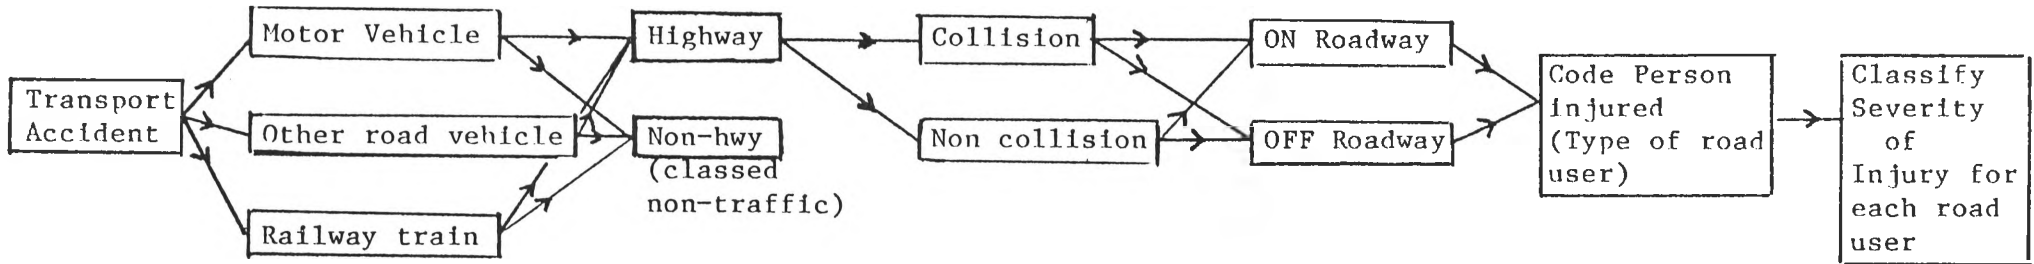 Transport
Accident
Motor Vehicle
Other road vehicle
Railway train
Highway
Non-hwy
(classed
non-traffic)
Collision
Non collision
ON Roadway
OFF Roadway
Code Person
injured
(Type of road
user)
Classify
Severity
of
Injury for
each road
user